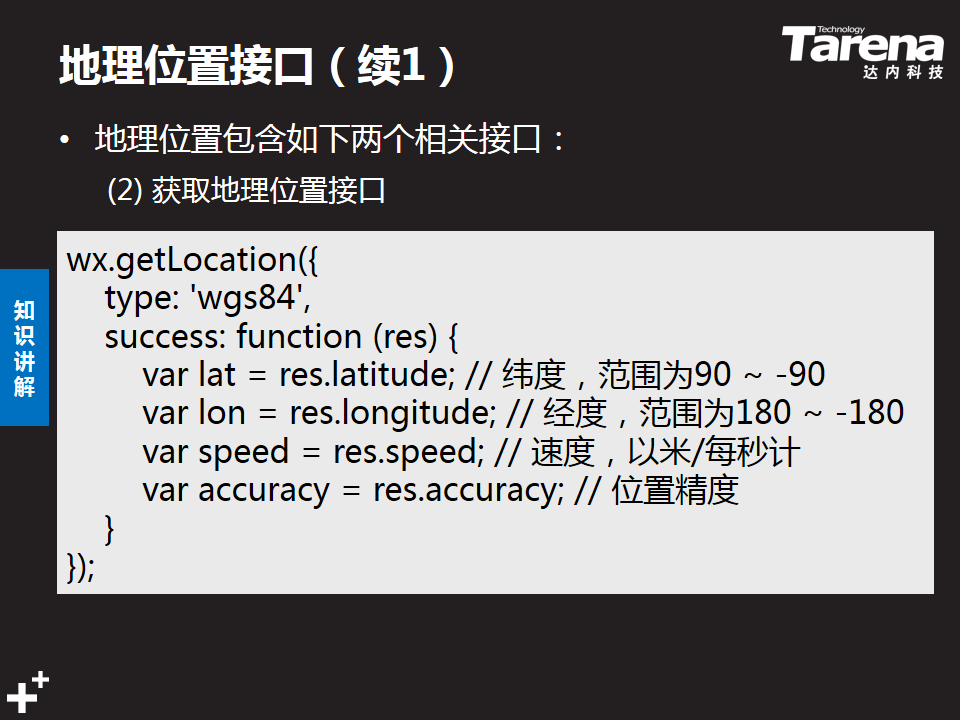 地理位置接口（续1）
Technology
Tarena
达内科技
• 地理位置包含如下两个相关接口：
(2) 获取地理位置接口
知识讲解
wx.getLocation({
    type: 'wgs84',
    success: function (res) {
        var lat = res.latitude; // 纬度，范围为90 ~ -90
        var lon = res.longitude; // 经度，范围为180 ~ -180
        var speed = res.speed; // 速度，以米/每秒计
        var accuracy = res.accuracy; // 位置精度
    }
});